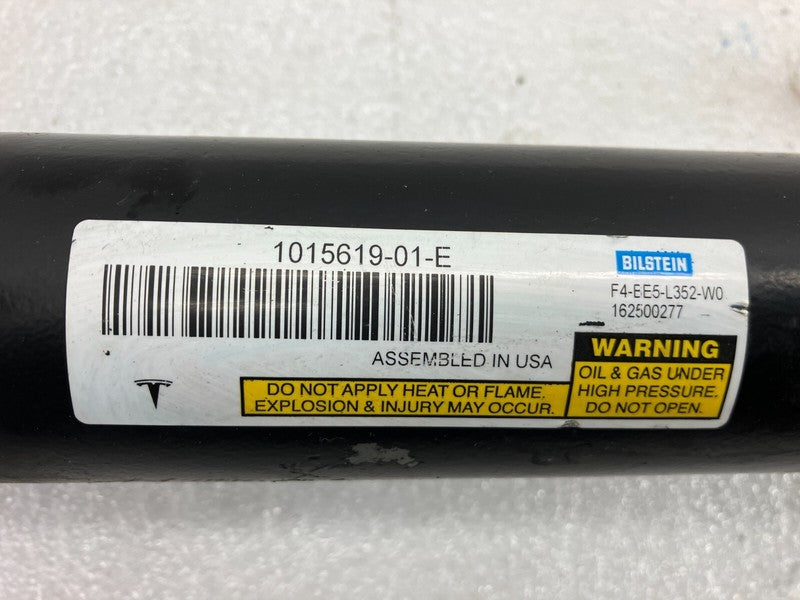 1015619-01-E
BILSTEIN
F4-BE5-L352-W0
162500277
ASSEMBLED IN USA
WARNING
OIL & GAS UNDER
HIGH PRESSURE.
DO NOT OPEN.
DO NOT APPLY HEAT OR FLAME.
EXPLOSION & INJURY MAY OCCUR.